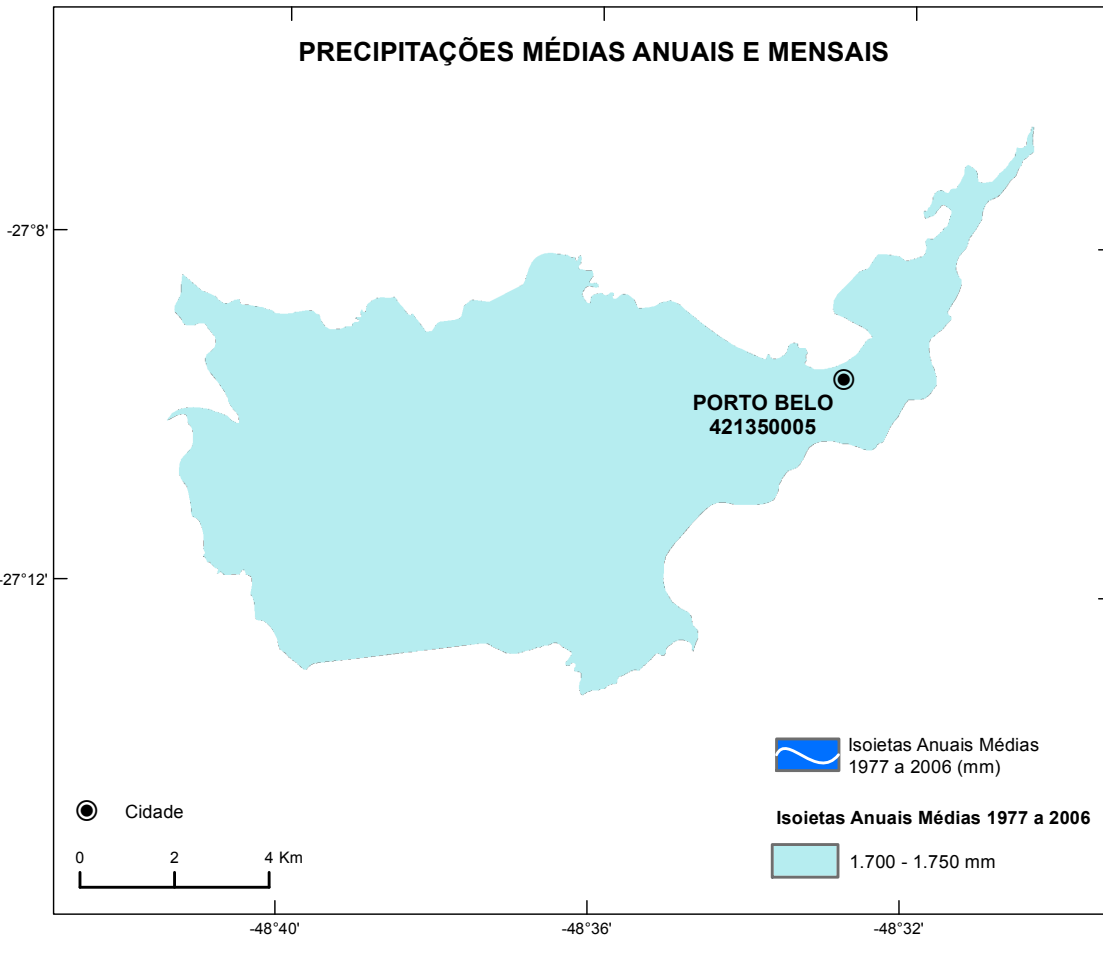 PRECIPITAÇÕES MÉDIAS ANUAIS E MENSAIS
-27°8'
PORTO BELO
421350005
-27°12'
Isoietas Anuais Médias
1977 a 2006 (mm)
Cidade
Isoietas Anuais Médias 1977 a 2006
0 2 4 Km
1.700 - 1.750 mm
-48°40' -48°36' -48°32'